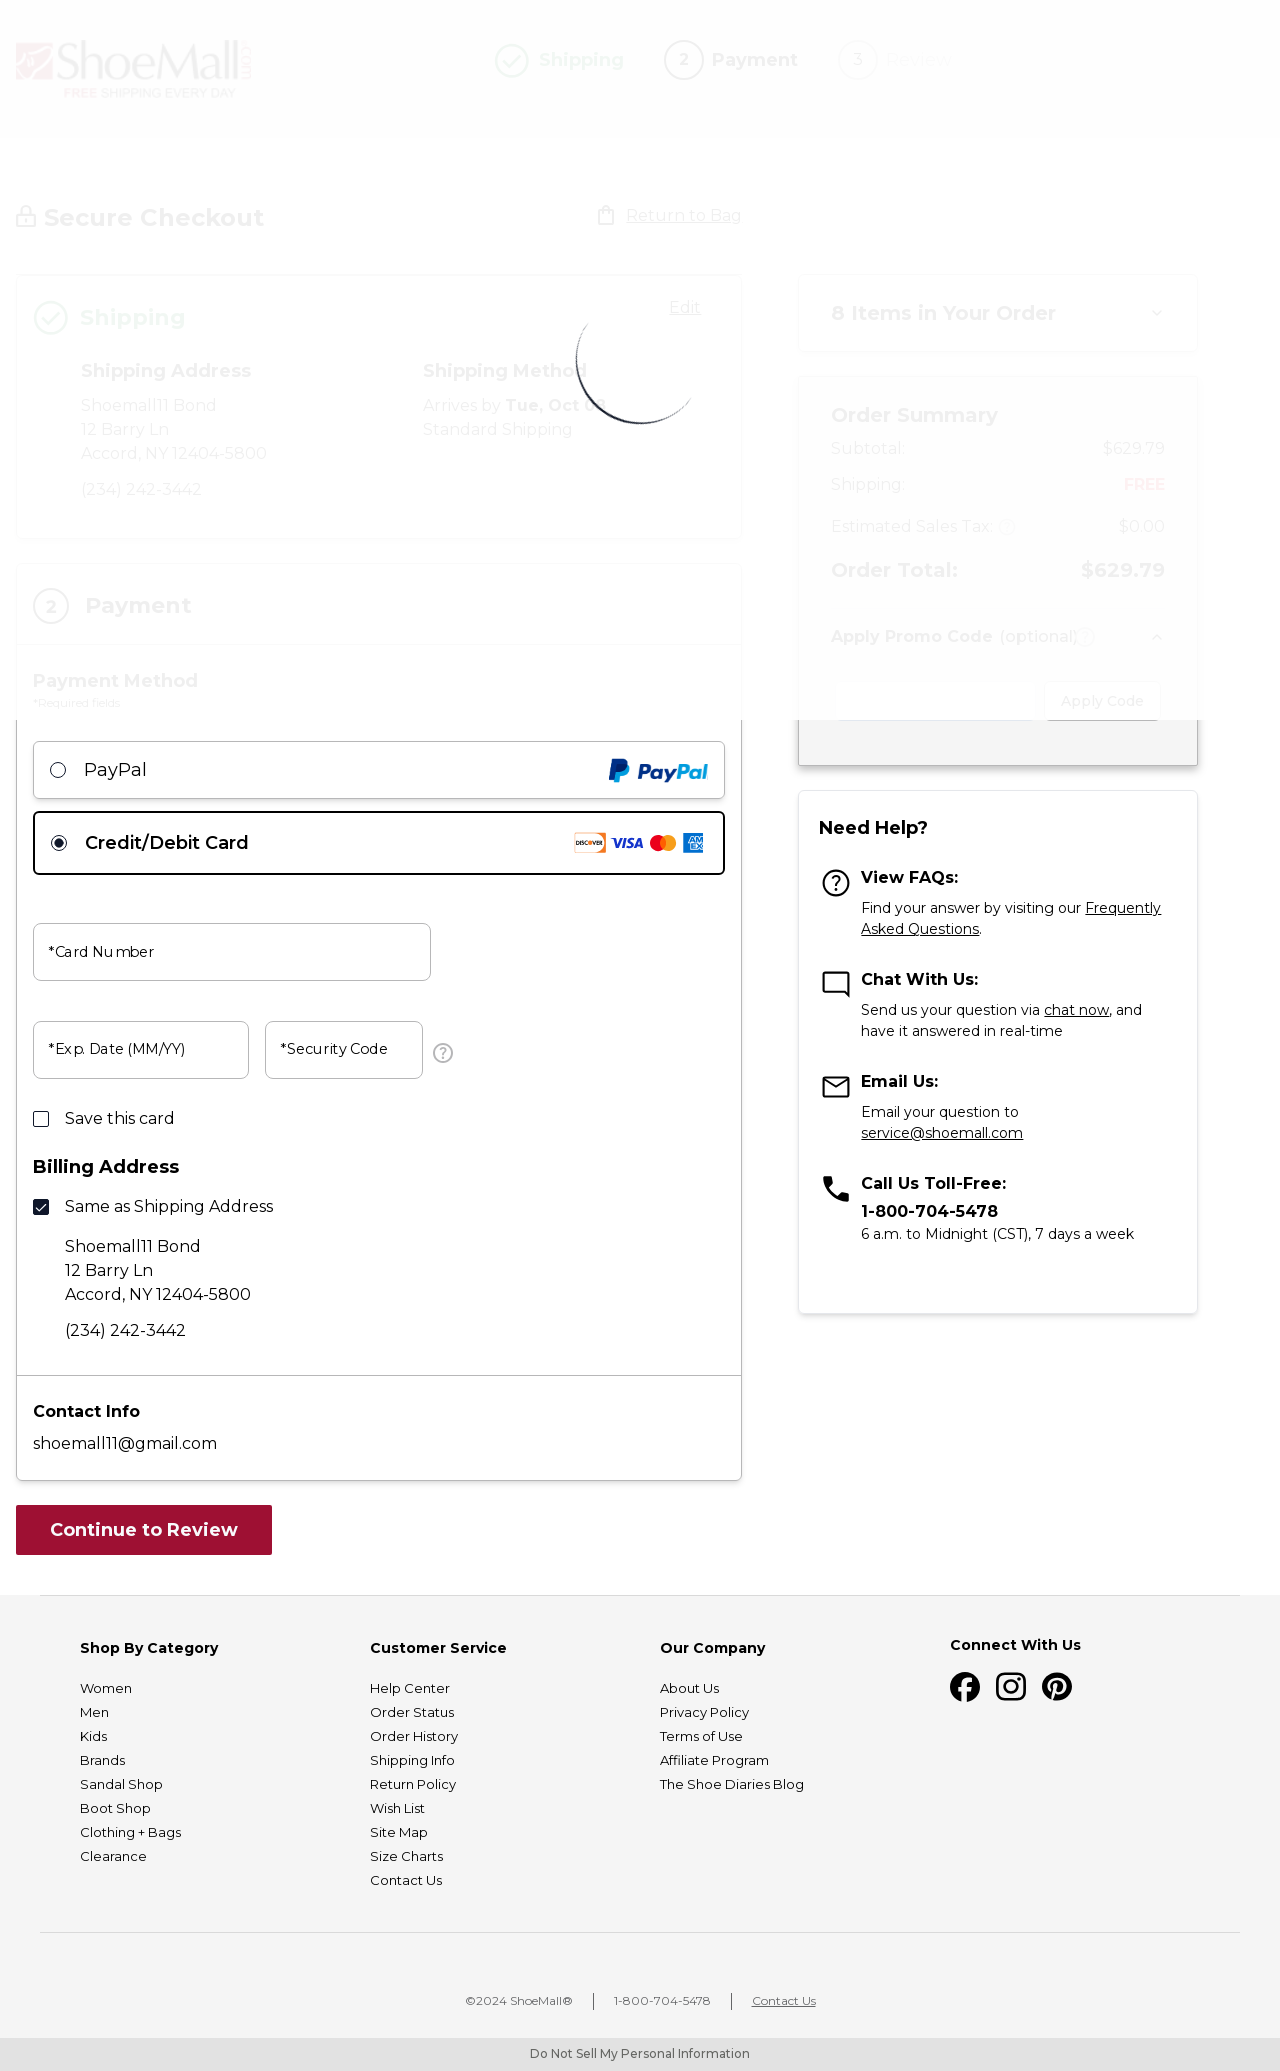 ShoeMall.com
FREE SHIPPING EVERY DAY
Shipping
2 Payment
3
Secure Checkout
Return to Bag
Shipping
Edit
Shipping Address
Shoemall11 Bond
12 Barry Ln
Accord, NY 12404-5800
(234) 242-3442
Shipping Method
Arrives by Tue, Oct 08
Standard Shipping
2 Payment
Payment Method
*Required fields
PayPal
PayPal
Credit/Debit Card
DISCOVER VISA AMEX
*Card Number
*Exp. Date (MM/YY)
*Security Code
?
Save this card
Billing Address
Same as Shipping Address
Shoemall11 Bond
12 Barry Ln
Accord, NY 12404-5800
(234) 242-3442
Contact Info
shoemall11@gmail.com
Continue to Review
8 Items in Your Order
Order Summary
Subtotal: $629.79
Shipping: FREE
Estimated Sales Tax: $0.00
Order Total: $629.79
Apply Promo Code (optional)
Apply Code
Need Help?
? View FAQs:
Find your answer by visiting our Frequently
Asked Questions.
Chat With Us:
Send us your question via chat now, and
have it answered in real-time
Email Us:
Email your question to
service@shoemall.com
Call Us Toll-Free:
1-800-704-5478
6 a.m. to Midnight (CST), 7 days a week
Shop By Category
Women
Men
Kids
Brands
Sandal Shop
Boot Shop
Clothing + Bags
Clearance
Customer Service
Help Center
Order Status
Order History
Shipping Info
Return Policy
Wish List
Site Map
Size Charts
Contact Us
Our Company
About Us
Privacy Policy
Terms of Use
Affiliate Program
The Shoe Diaries Blog
Connect With Us
©2024 ShoeMall®
1-800-704-5478
Contact Us
Do Not Sell My Personal Information